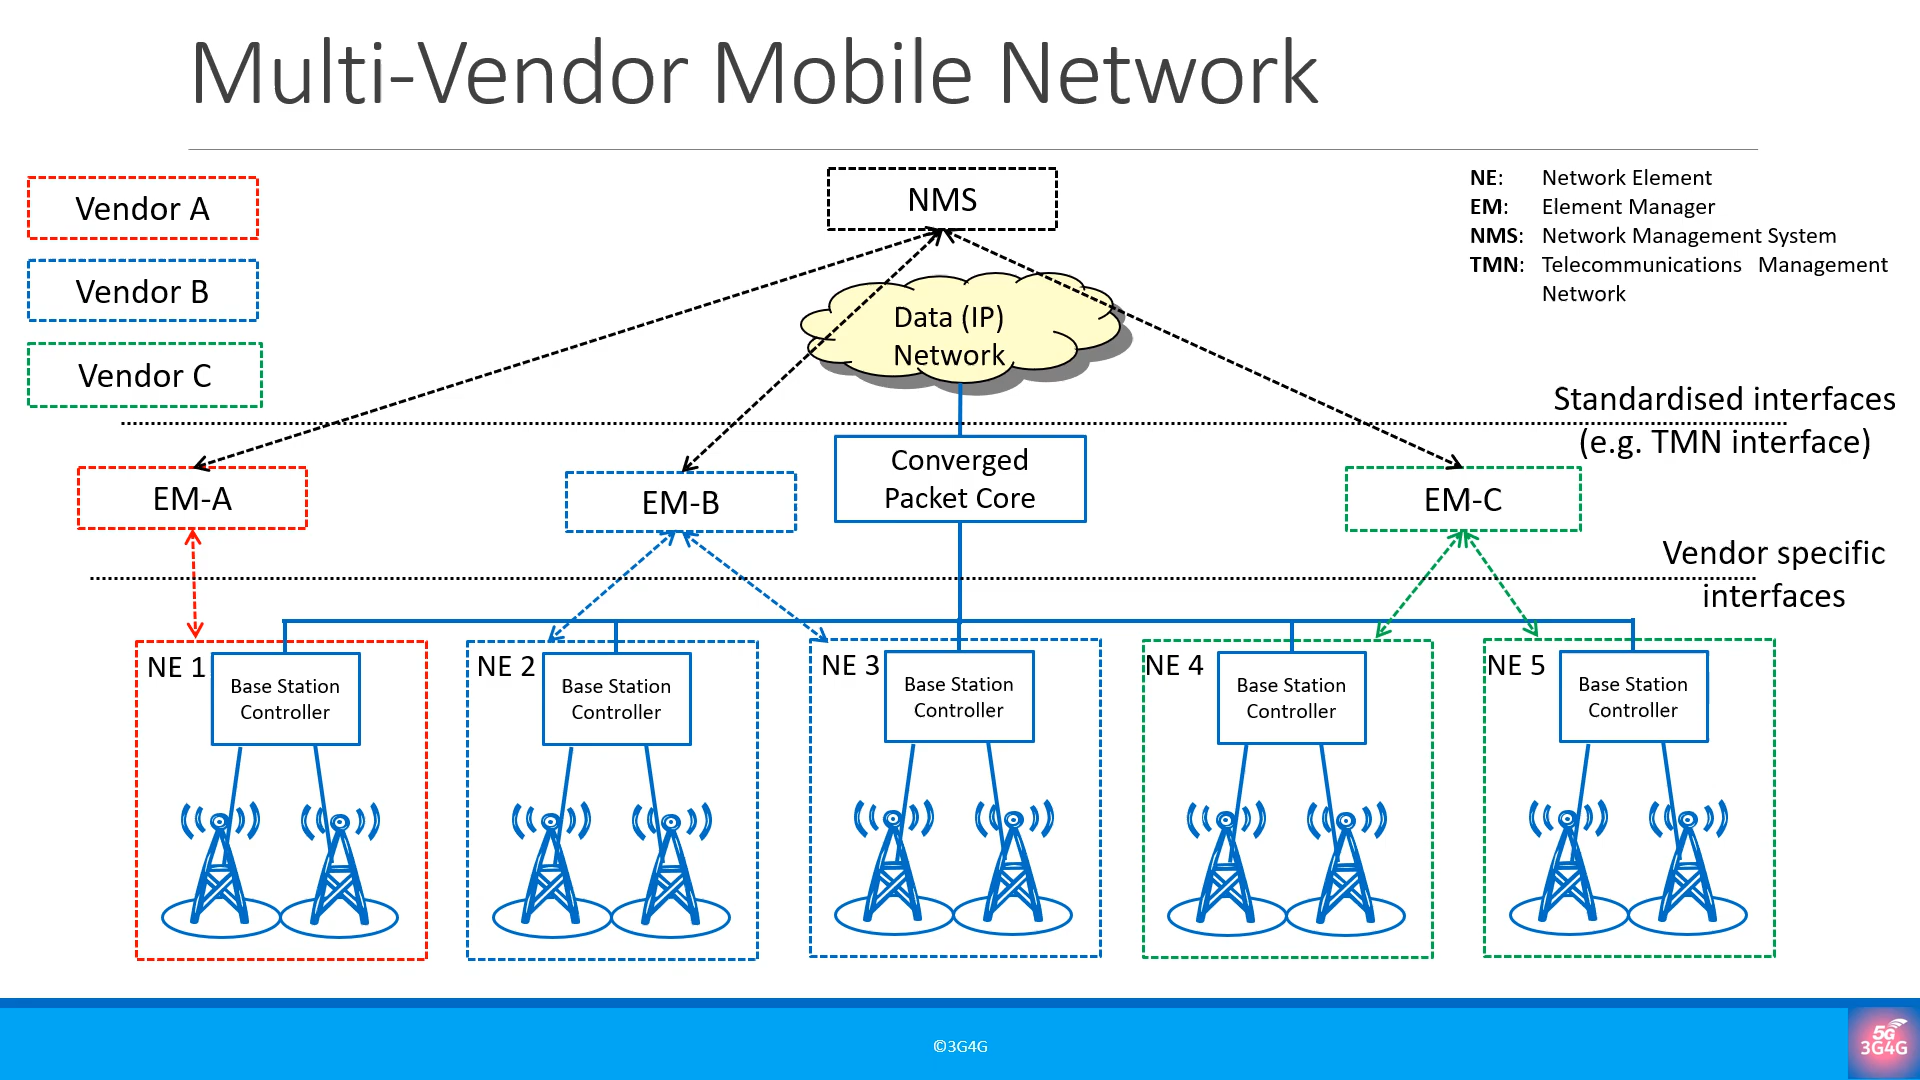 Multi-Vendor Mobile Network
Vendor A
Vendor B
Vendor C
NMS
NE: Network Element
EM: Element Manager
NMS: Network Management System
TMN: Telecommunications Management
Network
Data (IP)
Network
Standardised interfaces
(e.g. TMN interface)
EM-A
EM-B
Converged
Packet Core
EM-C
Vendor specific
interfaces
NE 1
Base Station
Controller
NE 2
Base Station
Controller
NE 3
Base Station
Controller
NE 4
Base Station
Controller
NE 5
Base Station
Controller
©3G4G
5G
3G4G